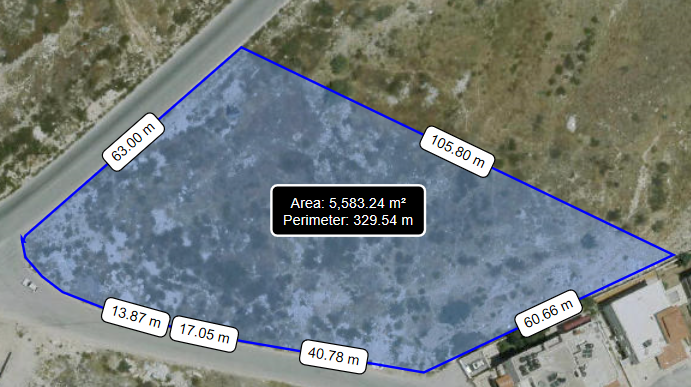 63.00 m
105.80 m
Area: 5,583.24 m²
Perimeter: 329.54 m
13.87 m
17.05 m
40.78 m
60.66 m